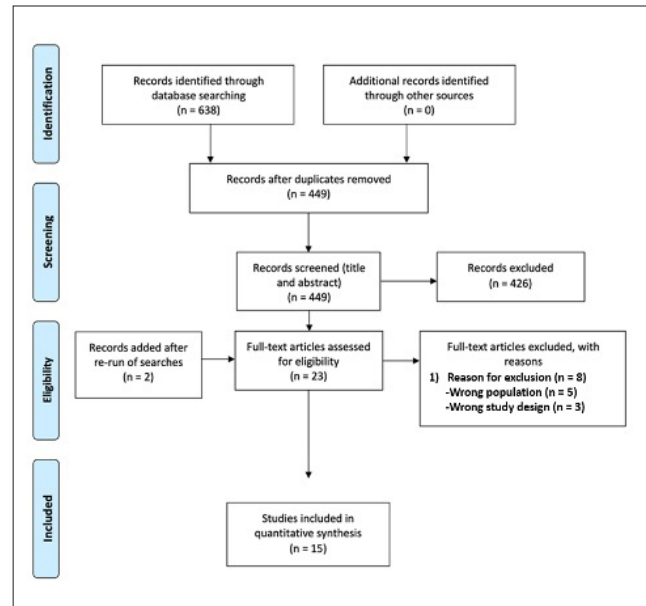 Identification
Records identified through
database searching
(n = 638)
Additional records identified
through other sources
(n = 0)
Records after duplicates removed
(n = 449)
Screening
Records screened (title
and abstract)
(n = 449)
Records excluded
(n = 426)
Eligibility
Records added after
re-run of searches
(n = 2)
Full-text articles assessed
for eligibility
(n = 23)
Full-text articles excluded, with
reasons
1) Reason for exclusion (n = 8)
-Wrong population (n = 5)
-Wrong study design (n = 3)
Included
Studies included in
quantitative synthesis
(n = 15)